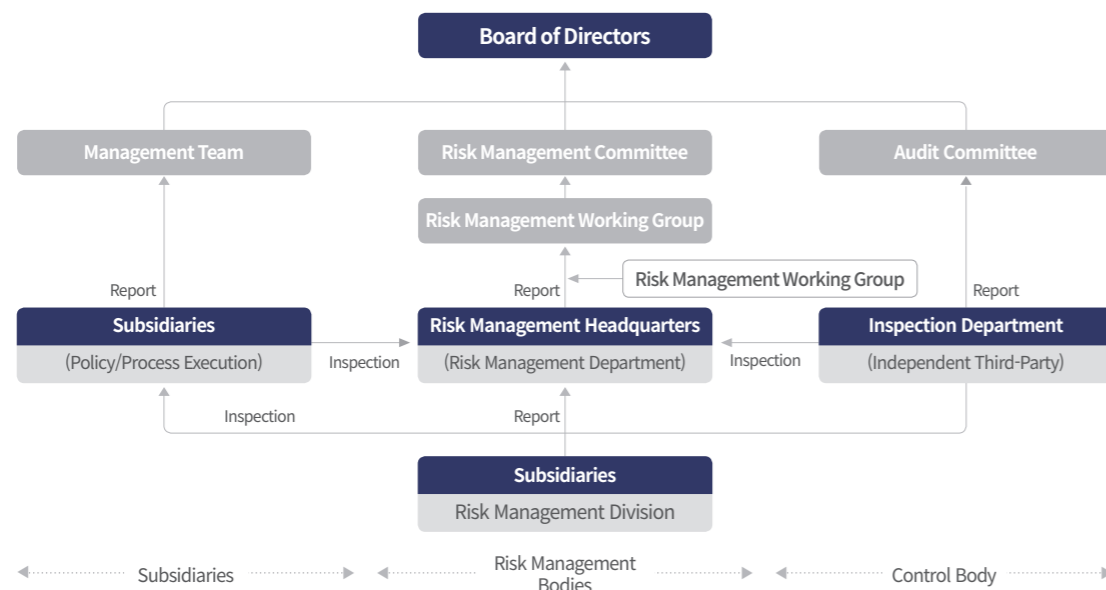 Board of Directors
Management Team
Risk Management Committee
Audit Committee
Risk Management Working Group
Risk Management Working Group
Report
Report
Report
Subsidiaries
(Policy/Process Execution)
Inspection
Risk Management Headquarters
(Risk Management Department)
Inspection
Inspection Department
(Independent Third-Party)
Inspection
Report
Subsidiaries
Risk Management Division
Subsidiaries
Risk Management
Bodies
Control Body